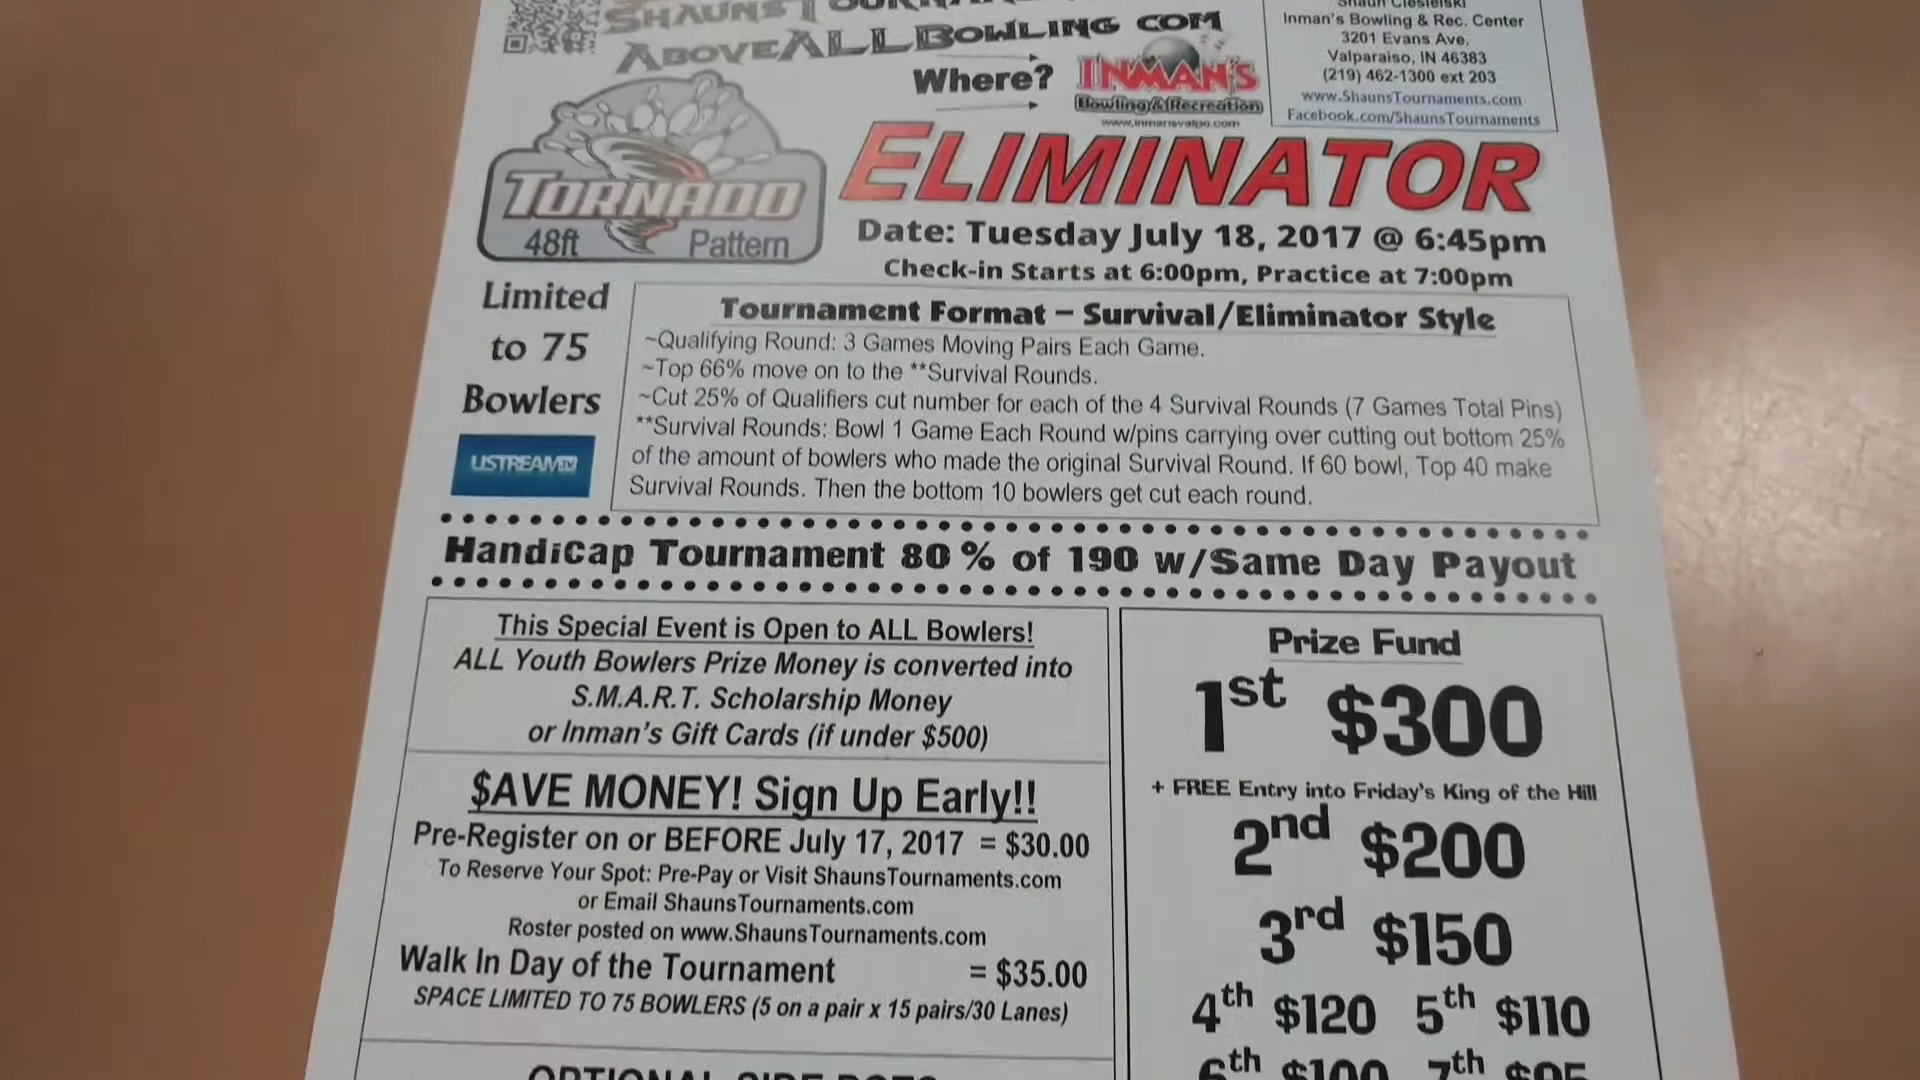 SHAUNSTOURNAMENTS
ABOVEALLBOWLING COM
Shaun Ciesielski
Inman's Bowling & Rec. Center
3201 Evans Ave.
Valparaiso, IN 46383
(219) 462-1300 ext 203
www.ShaunsTournaments.com
Facebook.com/ShaunsTournaments
Where?
INMAN'S
Bowling & Recreation
www.inmansvalpo.com
TORNADO
48ft Pattern
ELIMINATOR
Date: Tuesday July 18, 2017 @ 6:45pm
Check-in Starts at 6:00pm, Practice at 7:00pm
Limited
to 75
Bowlers
USTREAM TV
Tournament Format – Survival/Eliminator Style
~Qualifying Round: 3 Games Moving Pairs Each Game.
~Top 66% move on to the **Survival Rounds.
~Cut 25% of Qualifiers cut number for each of the 4 Survival Rounds (7 Games Total Pins)
**Survival Rounds: Bowl 1 Game Each Round w/pins carrying over cutting out bottom 25%
of the amount of bowlers who made the original Survival Round. If 60 bowl, Top 40 make
Survival Rounds. Then the bottom 10 bowlers get cut each round.
HandiCap Tournament 80 % of 190 w/Same Day Payout
This Special Event is Open to ALL Bowlers!
ALL Youth Bowlers Prize Money is converted into
S.M.A.R.T. Scholarship Money
or Inman's Gift Cards (if under $500)
$AVE MONEY! Sign Up Early!!
Pre-Register on or BEFORE July 17, 2017 = $30.00
To Reserve Your Spot: Pre-Pay or Visit ShaunsTournaments.com
or Email ShaunsTournaments.com
Roster posted on www.ShaunsTournaments.com
Walk In Day of the Tournament = $35.00
SPACE LIMITED TO 75 BOWLERS (5 on a pair x 15 pairs/30 Lanes)
OPTIONAL SIDE POTS
Prize Fund
1st $300
+ FREE Entry into Friday's King of the Hill
2nd $200
3rd $150
4th $120 5th $110
6th $100 7th $95